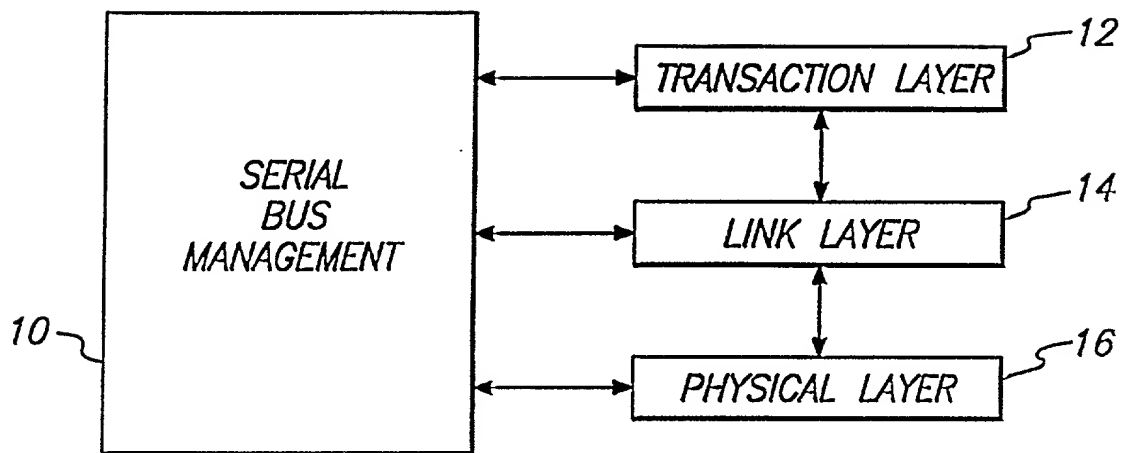 12
TRANSACTION LAYER
SERIAL
BUS
MANAGEMENT
14
LINK LAYER
10
16
PHYSICAL LAYER